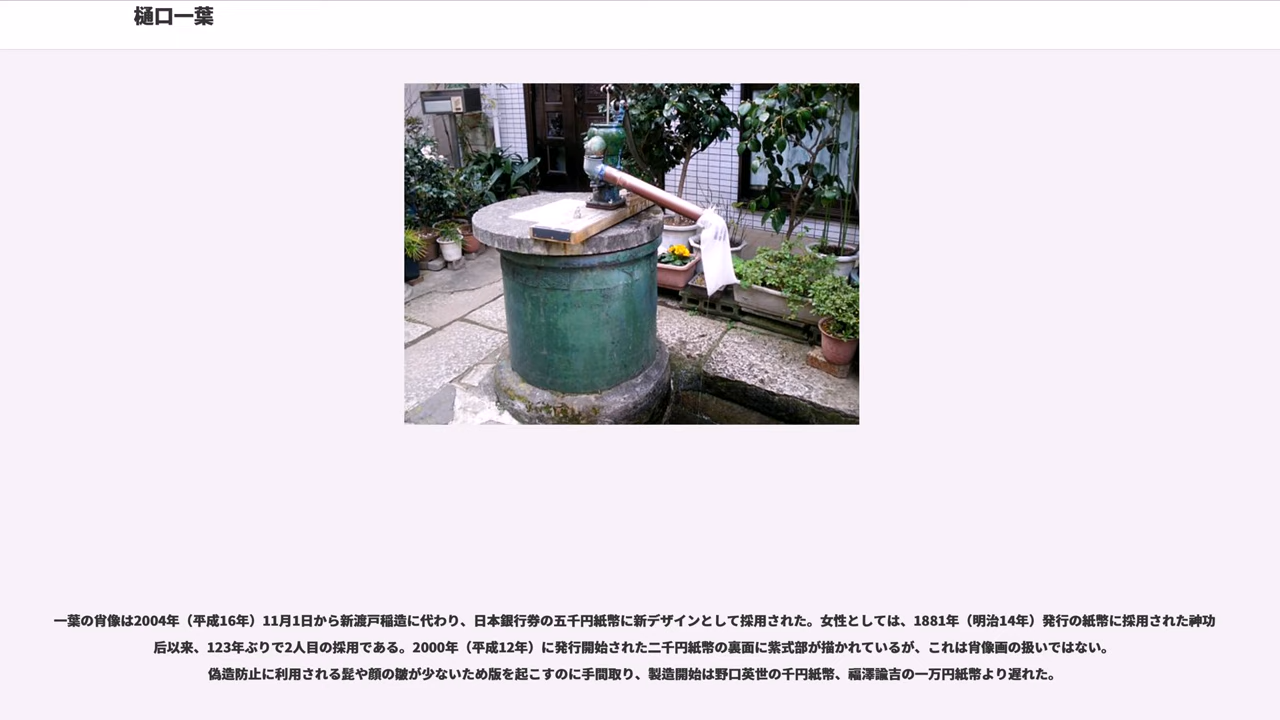 樋口一葉
一葉の肖像は2004年（平成16年）11月1日から新渡戸稲造に代わり、日本銀行券の五千円紙幣に新デザインとして採用された。女性としては、1881年（明治14年）発行の紙幣に採用された神功
后以来、123年ぶりで2人目の採用である。2000年（平成12年）に発行開始された二千円紙幣の裏面に紫式部が描かれているが、これは肖像画の扱いではない。
偽造防止に利用される髭や顔の皺が少ないため版を起こすのに手間取り、製造開始は野口英世の千円紙幣、福澤諭吉の一万円紙幣より遅れた。